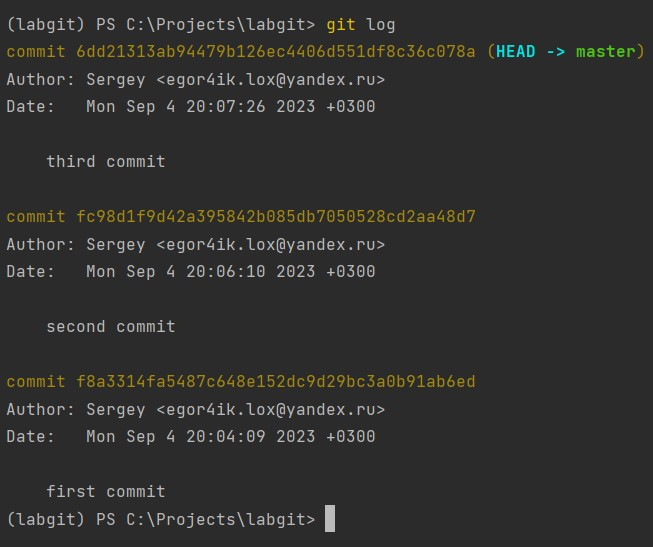 (labgit) PS C:\Projects\labgit> git log
commit 6dd21313ab94479b126ec4406d551df8c36c078a (HEAD -> master)
Author: Sergey <egor4ik.lox@yandex.ru>
Date:   Mon Sep 4 20:07:26 2023 +0300
    third commit
commit fc98d1f9d42a395842b085db7050528cd2aa48d7
Author: Sergey <egor4ik.lox@yandex.ru>
Date:   Mon Sep 4 20:06:10 2023 +0300
    second commit
commit f8a3314fa5487c648e152dc9d29bc3a0b91ab6ed
Author: Sergey <egor4ik.lox@yandex.ru>
Date:   Mon Sep 4 20:04:09 2023 +0300
    first commit
(labgit) PS C:\Projects\labgit>